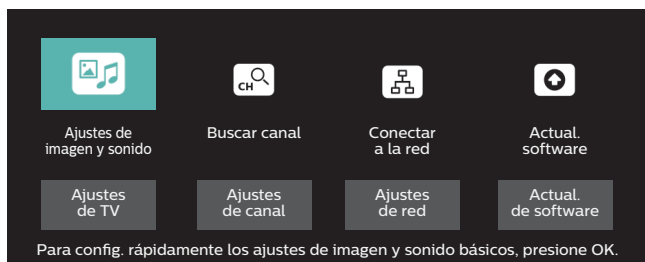 CH
Ajustes de
imagen y sonido
Buscar canal
Conectar
a la red
Actual.
software
Ajustes
de TV
Ajustes
de canal
Ajustes
de red
Actual.
de software
Para config. rápidamente los ajustes de imagen y sonido básicos, presione OK.